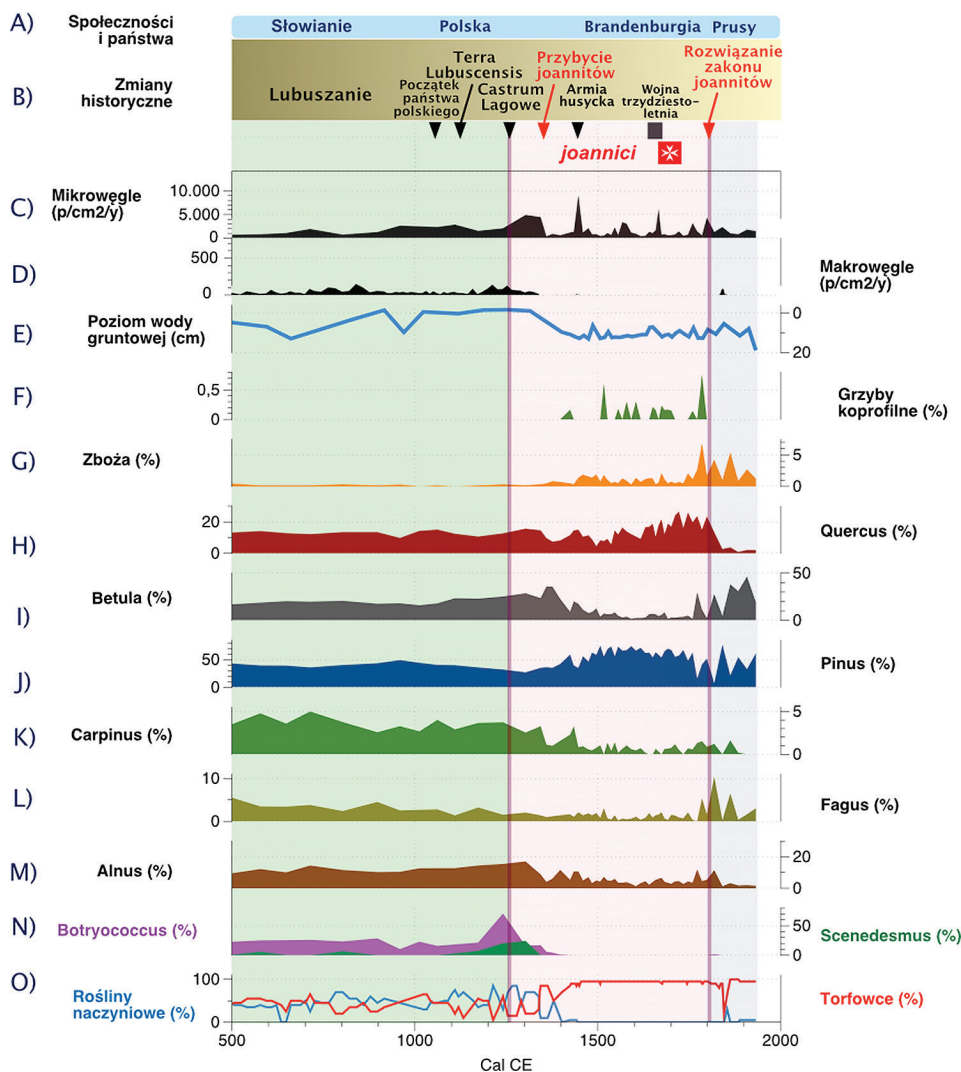 A)
Społeczności
i państwa
Słowianie
Polska
Brandenburgia
Prusy
B)
Zmiany
historyczne
Lubuszanie
Początek
państwa
polskiego
Terra
Lubuscensis
Castrum
Lagowe
Przybycie
joannitów
Armia
husycka
Wojna
trzydziesto-
letnia
Rozwiązanie
zakonu
joannitów
joannici
C)
Mikrowęgle
(p/cm2/y)
10.000
5.000
0
D)
500
0
Makrowęgle
(p/cm2/y)
E)
Poziom wody
gruntowej (cm)
0
20
F)
0,5
0
Grzyby
koprofilne (%)
G)
Zboża (%)
5
0
H)
20
0
Quercus (%)
I)
Betula (%)
50
0
J)
50
0
Pinus (%)
K)
Carpinus (%)
5
0
L)
10
0
Fagus (%)
M)
Alnus (%)
20
0
N)
Botryococcus (%)
50
0
Scenedesmus (%)
O)
Rośliny
naczyniowe (%)
100
0
Torfowce (%)
500
1000
1500
2000
Cal CE